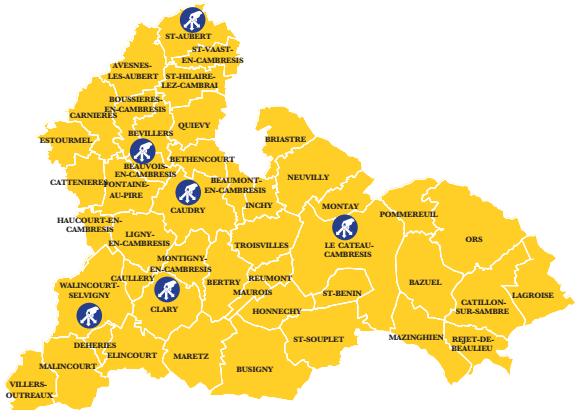 ST-AUBERT
ST-VAAST-
EN-CAMBRESIS
AVESNES-
LES-AUBERT
ST-HILAIRE-
LEZ-CAMBRAI
BOUSSIERES-
EN-CAMBRESIS
CARNIERES
QUIEVY
BEVILLERS
ESTOURMEL
BRIASTRE
BETHENCOURT
BEAUVOIS-
EN-CAMBRESIS
NEUVILLY
CATTENIERES
FONTAINE-
AU-PIRE
BEAUMONT-
EN-CAMBRESIS
INCHY
CAUDRY
MONTAY
POMMEREUIL
HAUCOURT-EN-
CAMBRESIS
LIGNY-
EN-CAMBRESIS
TROISVILLES
LE CATEAU-
CAMBRESIS
ORS
MONTIGNY-
EN-CAMBRESIS
CAULLERY
BERTRY
REUMONT
MAUROIS
BAZUEL
WALINCOURT-
SELVIGNY
ST-BENIN
LAGROISE
CLARY
HONNECHY
CATILLON-
SUR-SAMBRE
ST-SOUPLET
MAZINGHIEN
REJET-DE-
BEAULIEU
DEHERIES
ELINCOURT
MARETZ
MALINCOURT
BUSIGNY
VILLERS-
OUTREAUX